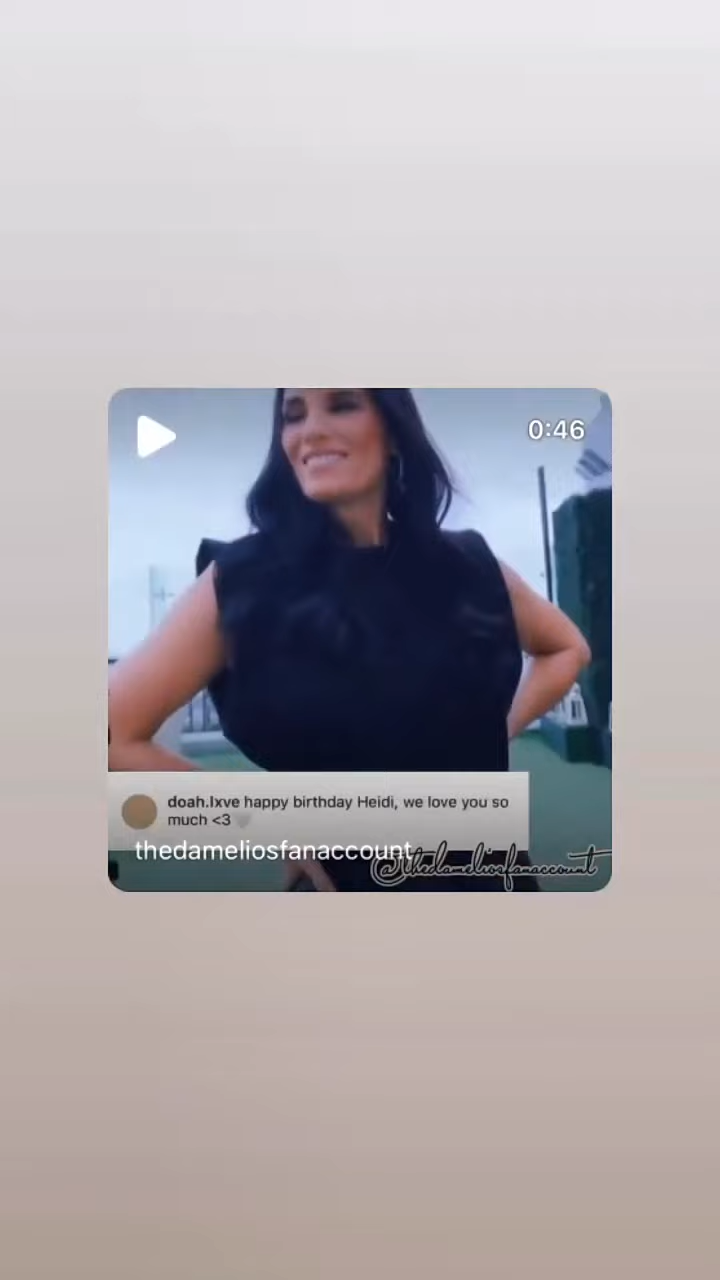 0:46
doah.lxve happy birthday Heidi, we love you so
much <3 🤍
thedameliosfanaccount
@thedameliosfanaccount